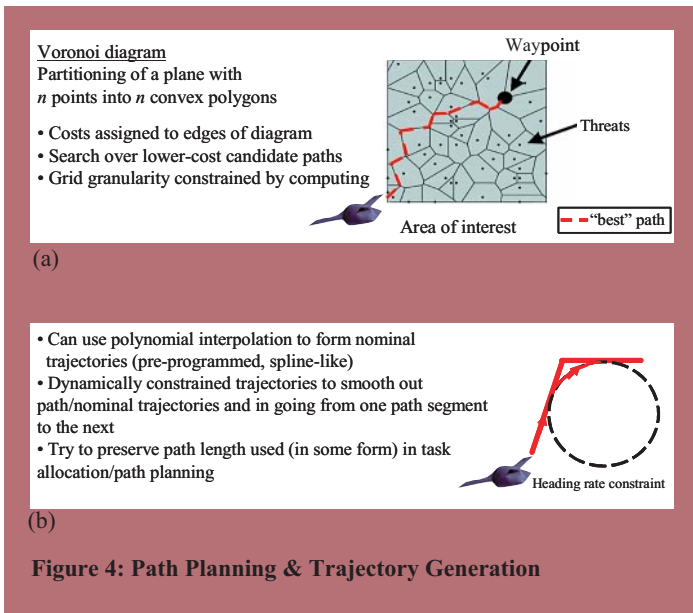 Voronoi diagram
Partitioning of a plane with
n points into n convex polygons
• Costs assigned to edges of diagram
• Search over lower-cost candidate paths
• Grid granularity constrained by computing
Waypoint
Threats
Area of interest
“best” path
(a)
• Can use polynomial interpolation to form nominal
trajectories (pre-programmed, spline-like)
• Dynamically constrained trajectories to smooth out
path/nominal trajectories and in going from one path segment
to the next
• Try to preserve path length used (in some form) in task
allocation/path planning
Heading rate constraint
(b)
Figure 4: Path Planning & Trajectory Generation